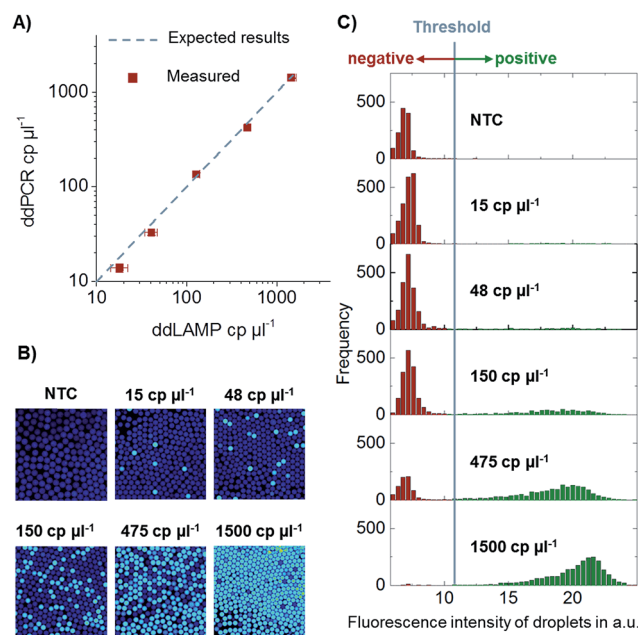 A)
Expected results
Measured
1000
100
10
10 100 1000
ddPCR cp µl-1
ddLAMP cp µl-1
B)
NTC 15 cp µl-1 48 cp µl-1
150 cp µl-1 475 cp µl-1 1500 cp µl-1
C)
Threshold
negative positive
500
0
NTC
500
0
15 cp µl-1
500
0
48 cp µl-1
500
0
150 cp µl-1
500
0
475 cp µl-1
500
0
1500 cp µl-1
Frequency
10 15 20
Fluorescence intensity of droplets in a.u.